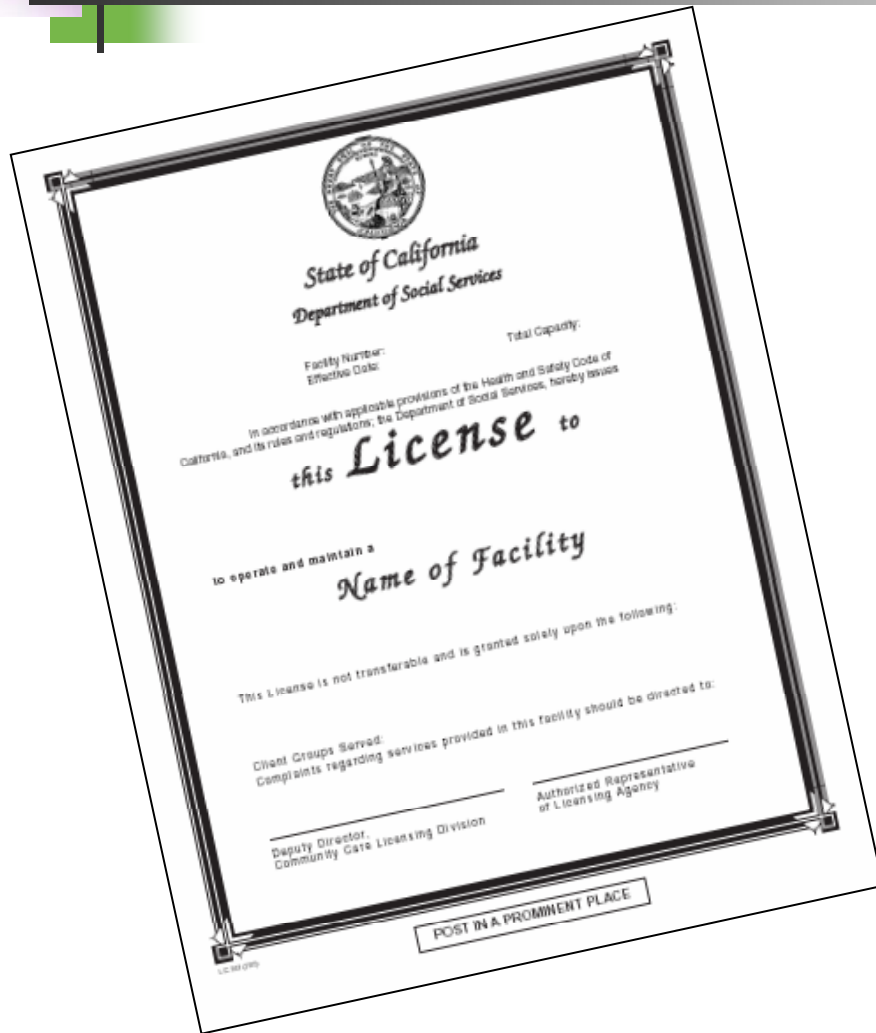 State of California
Department of Social Services
Facility Number:
Total Capacity:
Effective Date:
In accordance with applicable provisions of the Health and Safety Code of
California, and its rules and regulations; the Department of Social Services, hereby issues
this License to
to operate and maintain a
Name of Facility
This License is not transferable and is granted solely upon the following:
Client Groups Served:
Complaints regarding services provided in this facility should be directed to:
Deputy Director,
Community Care Licensing Division
Authorized Representative
of Licensing Agency
POST IN A PROMINENT PLACE